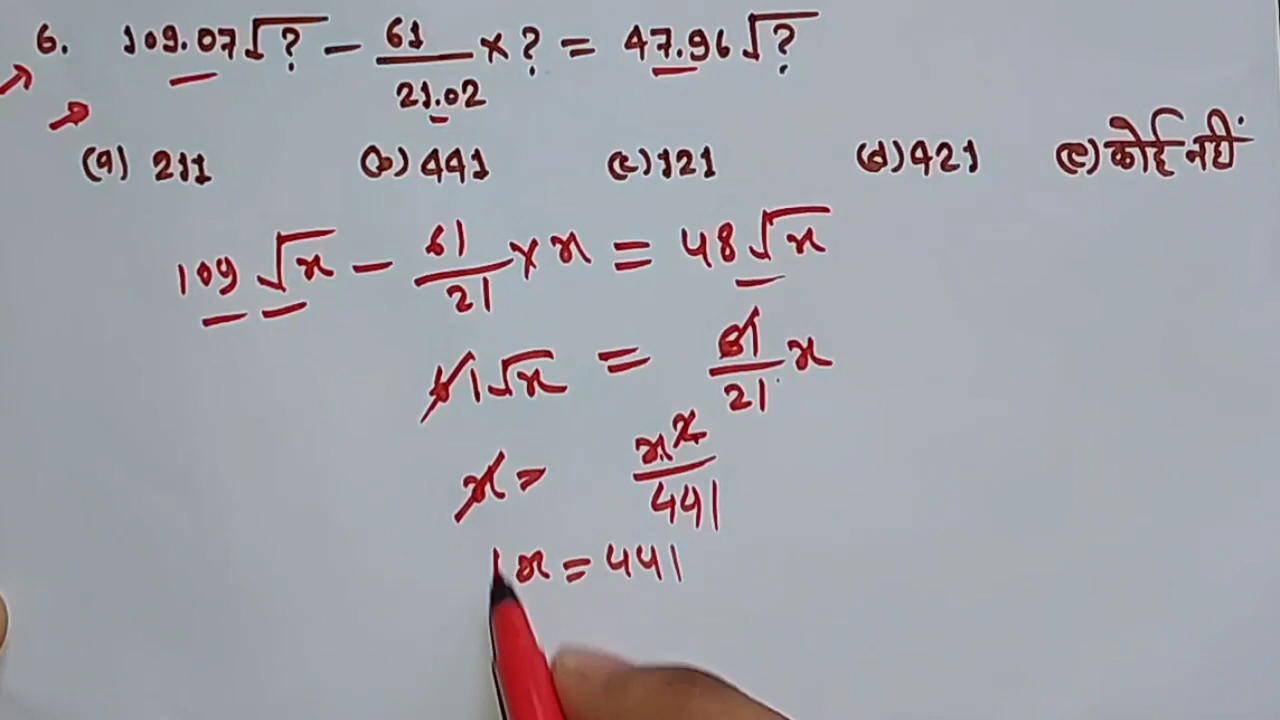 6. 109.07√? − 61/21.02 × ? = 47.96√?
(a) 211 (b) 441 (c) 121 (d) 421 (e) कोई नहीं
109 √x − 61/21 × x = 48 √x
61√x = 61/21 x
x = x²/441
x = 441